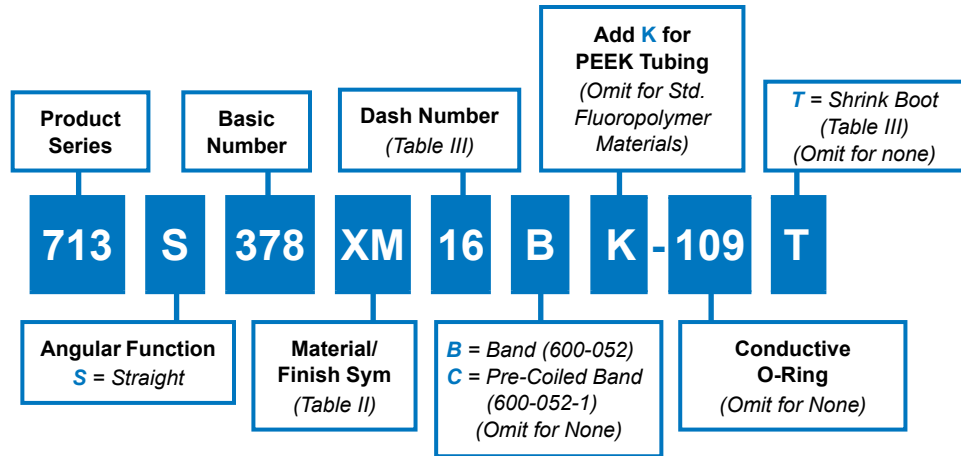 Product
Series
Basic
Number
Dash Number
(Table III)
Add K for
PEEK Tubing
(Omit for Std.
Fluoropolymer
Materials)
T = Shrink Boot
(Table III)
(Omit for none)
713 S 378 XM 16 B K - 109 T
Angular Function
S = Straight
Material/
Finish Sym
(Table II)
B = Band (600-052)
C = Pre-Coiled Band
(600-052-1)
(Omit for None)
Conductive
O-Ring
(Omit for None)